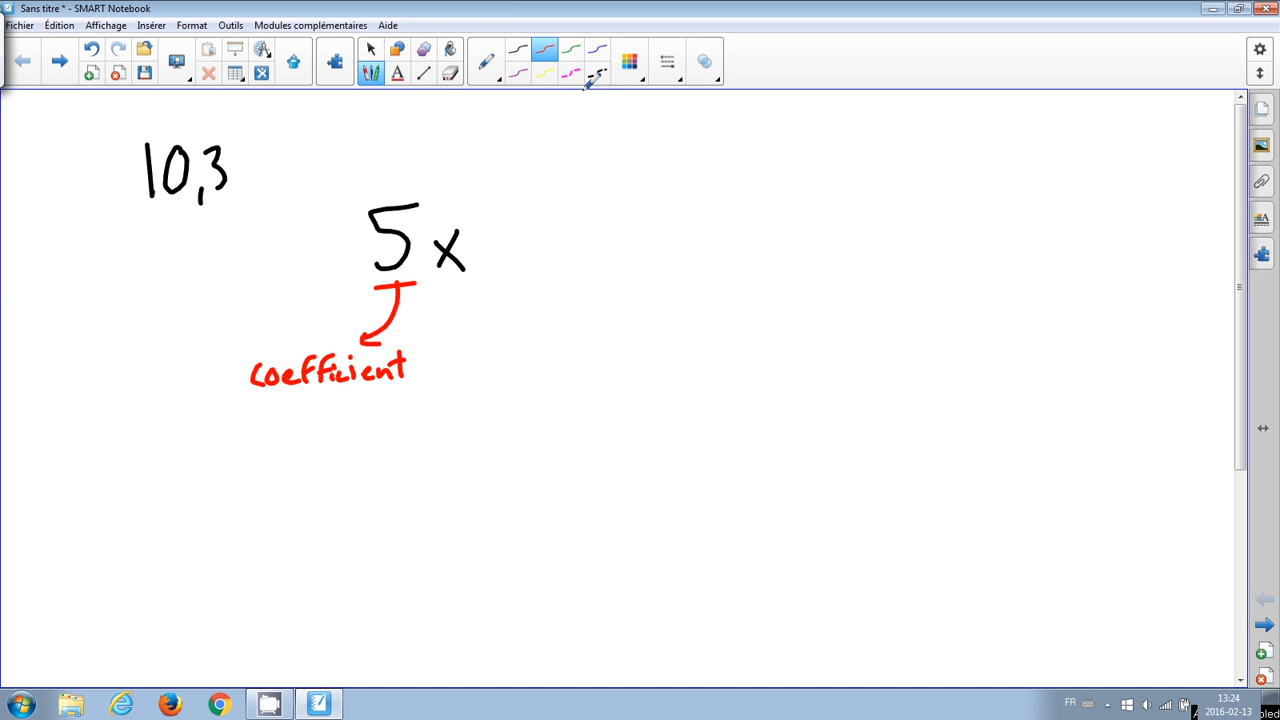 Sans titre * - SMART Notebook
Fichier Édition Affichage Insérer Format Outils Modules complémentaires Aide
10,3
5x
coefficient
FR
13:24
2016-02-13